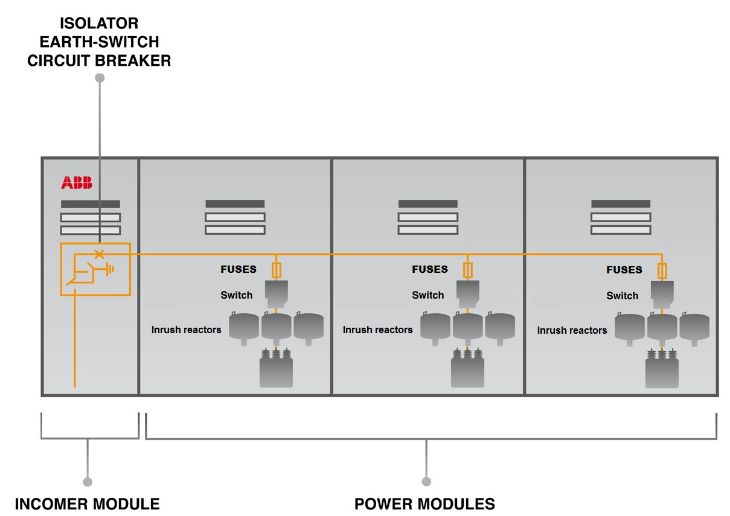 ISOLATOR
EARTH-SWITCH
CIRCUIT BREAKER
ABB
FUSES
Switch
Inrush reactors
FUSES
Switch
Inrush reactors
FUSES
Switch
Inrush reactors
INCOMER MODULE
POWER MODULES